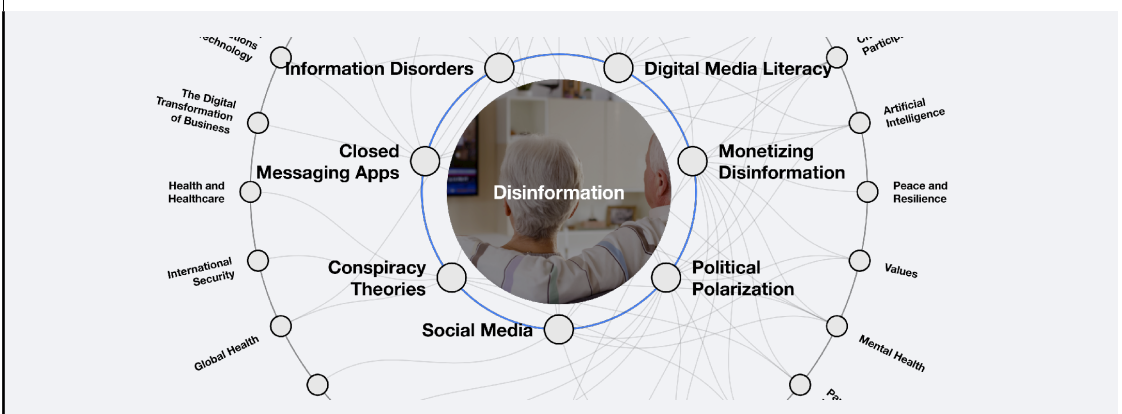 Technology
Particip
Information Disorders
Digital Media Literacy
The Digital
Transformation
of Business
Artificial
Intelligence
Closed
Messaging Apps
Monetizing
Disinformation
Health and
Healthcare
Disinformation
Peace and
Resilience
International
Security
Conspiracy
Theories
Political
Polarization
Values
Social Media
Global Health
Mental Health